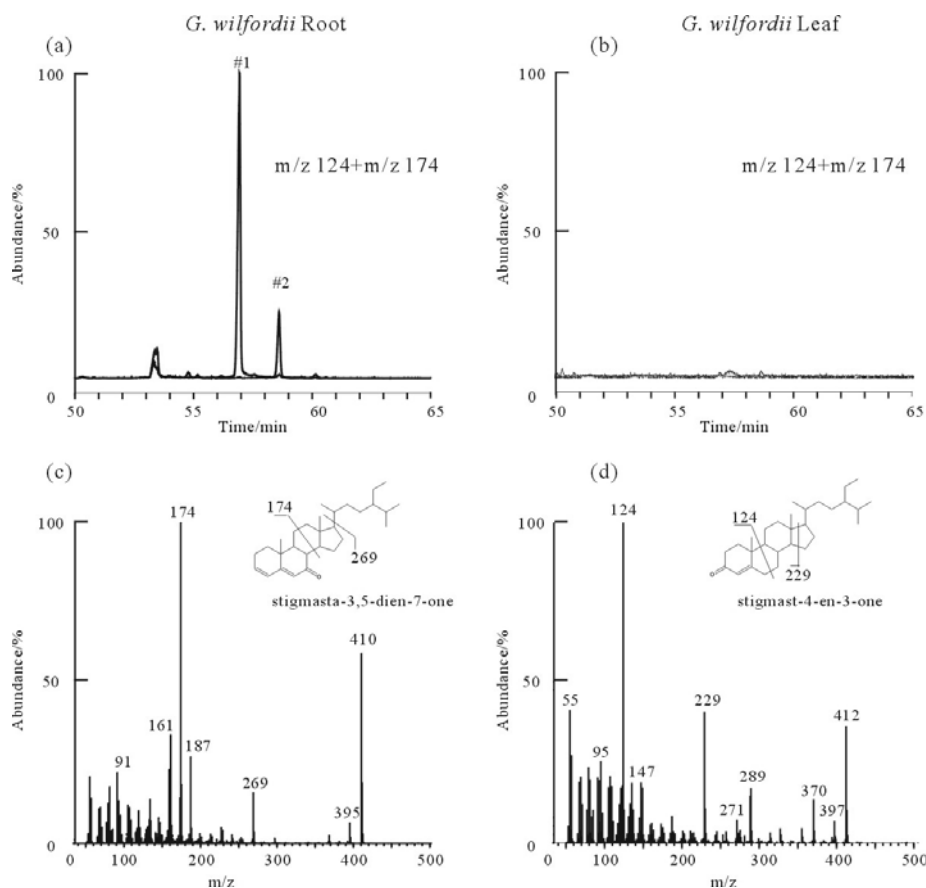 G. wilfordii Root
G. wilfordii Leaf
(a)
(b)
#1
#2
100
50
0
Abundance/%
m/z 124+m/z 174
50 55 60 65
Time/min
100
50
0
Abundance/%
m/z 124+m/z 174
50 55 60 65
Time/min
(c)
100
50
0
Abundance/%
174
174
269
stigmasta-3,5-dien-7-one
410
161
187
91
269
395
0 100 200 300 400 500
m/z
(d)
100
50
0
Abundance/%
124
124
229
stigmast-4-en-3-one
55
229
412
95
147
289
271
370
397
0 100 200 300 400 500
m/z